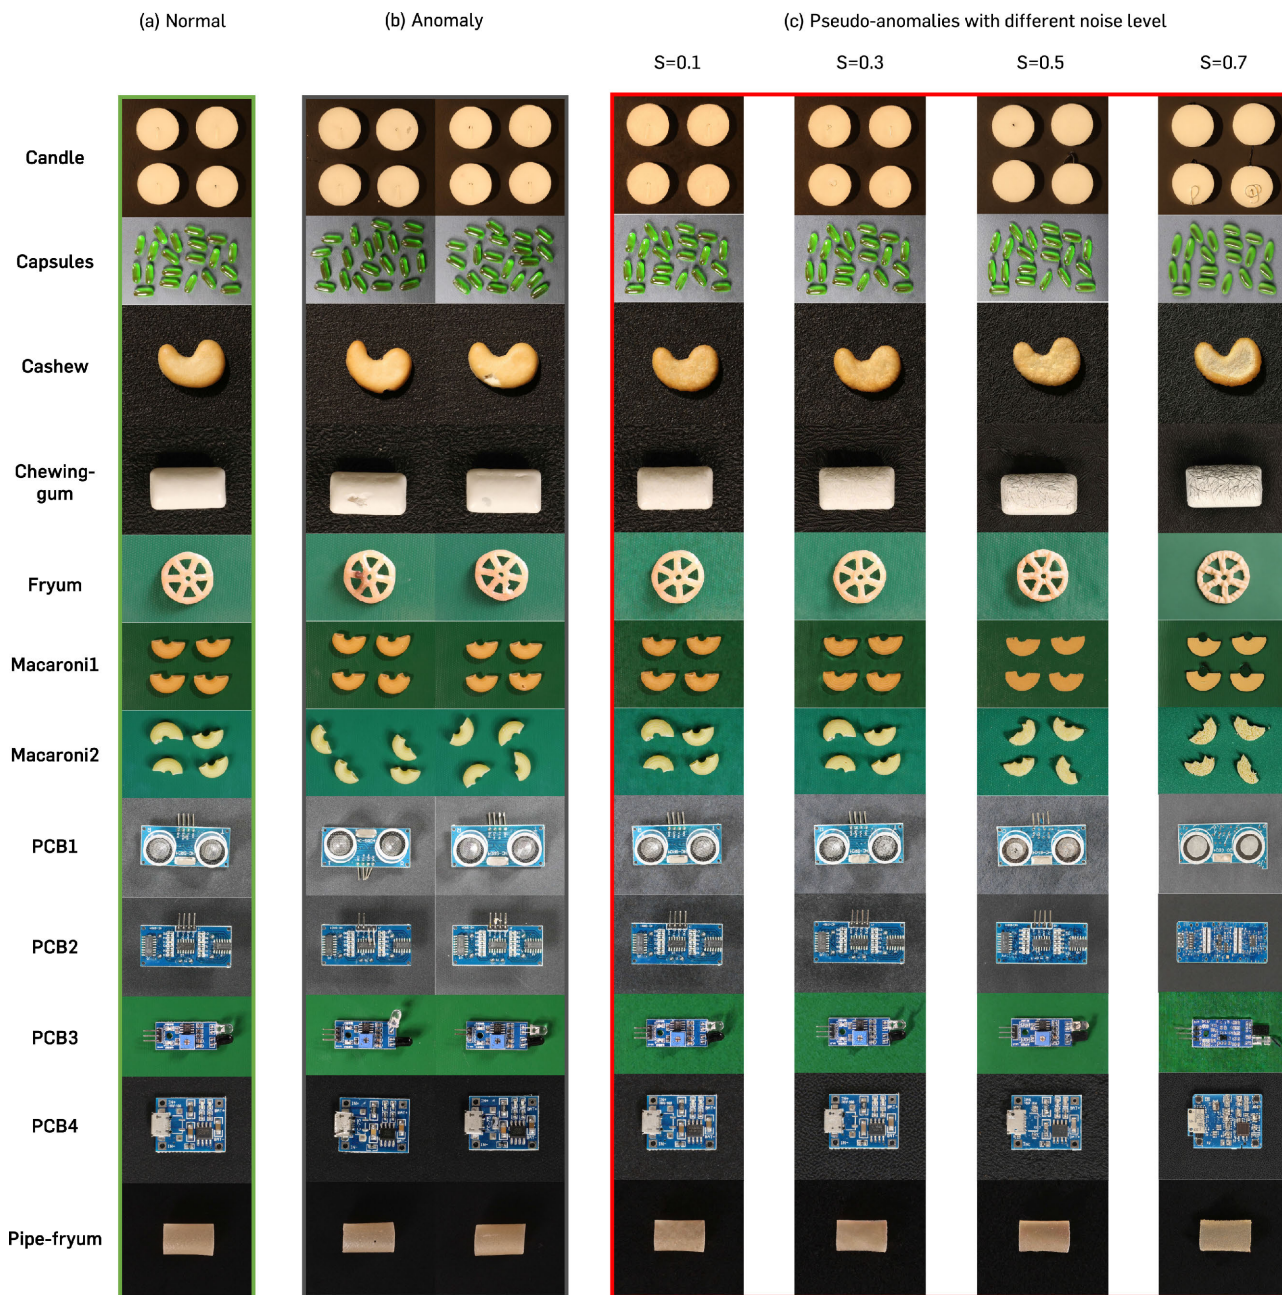 (a) Normal
(b) Anomaly
(c) Pseudo-anomalies with different noise level
S=0.1
S=0.3
S=0.5
S=0.7
Candle
Capsules
Cashew
Chewing-
gum
Fryum
Macaroni1
Macaroni2
PCB1
PCB2
PCB3
PCB4
Pipe-fryum